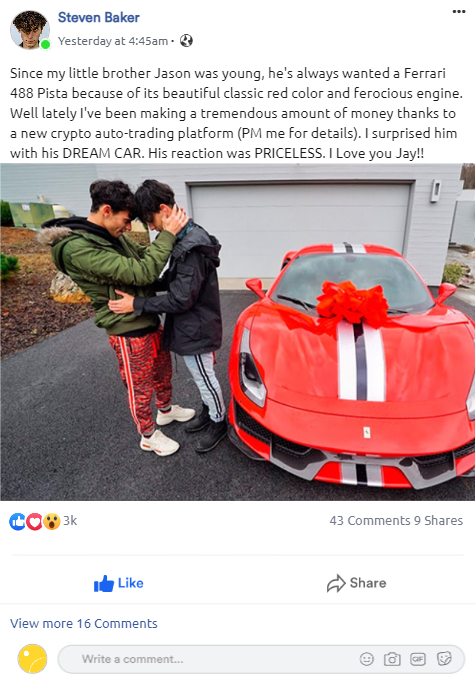 Steven Baker
Yesterday at 4:45am ·
Since my little brother Jason was young, he's always wanted a Ferrari
488 Pista because of its beautiful classic red color and ferocious engine.
Well lately I've been making a tremendous amount of money thanks to
a new crypto auto-trading platform (PM me for details). I surprised him
with his DREAM CAR. His reaction was PRICELESS. I Love you Jay!!
3k
43 Comments 9 Shares
Like
Share
View more 16 Comments
Write a comment...
GIF